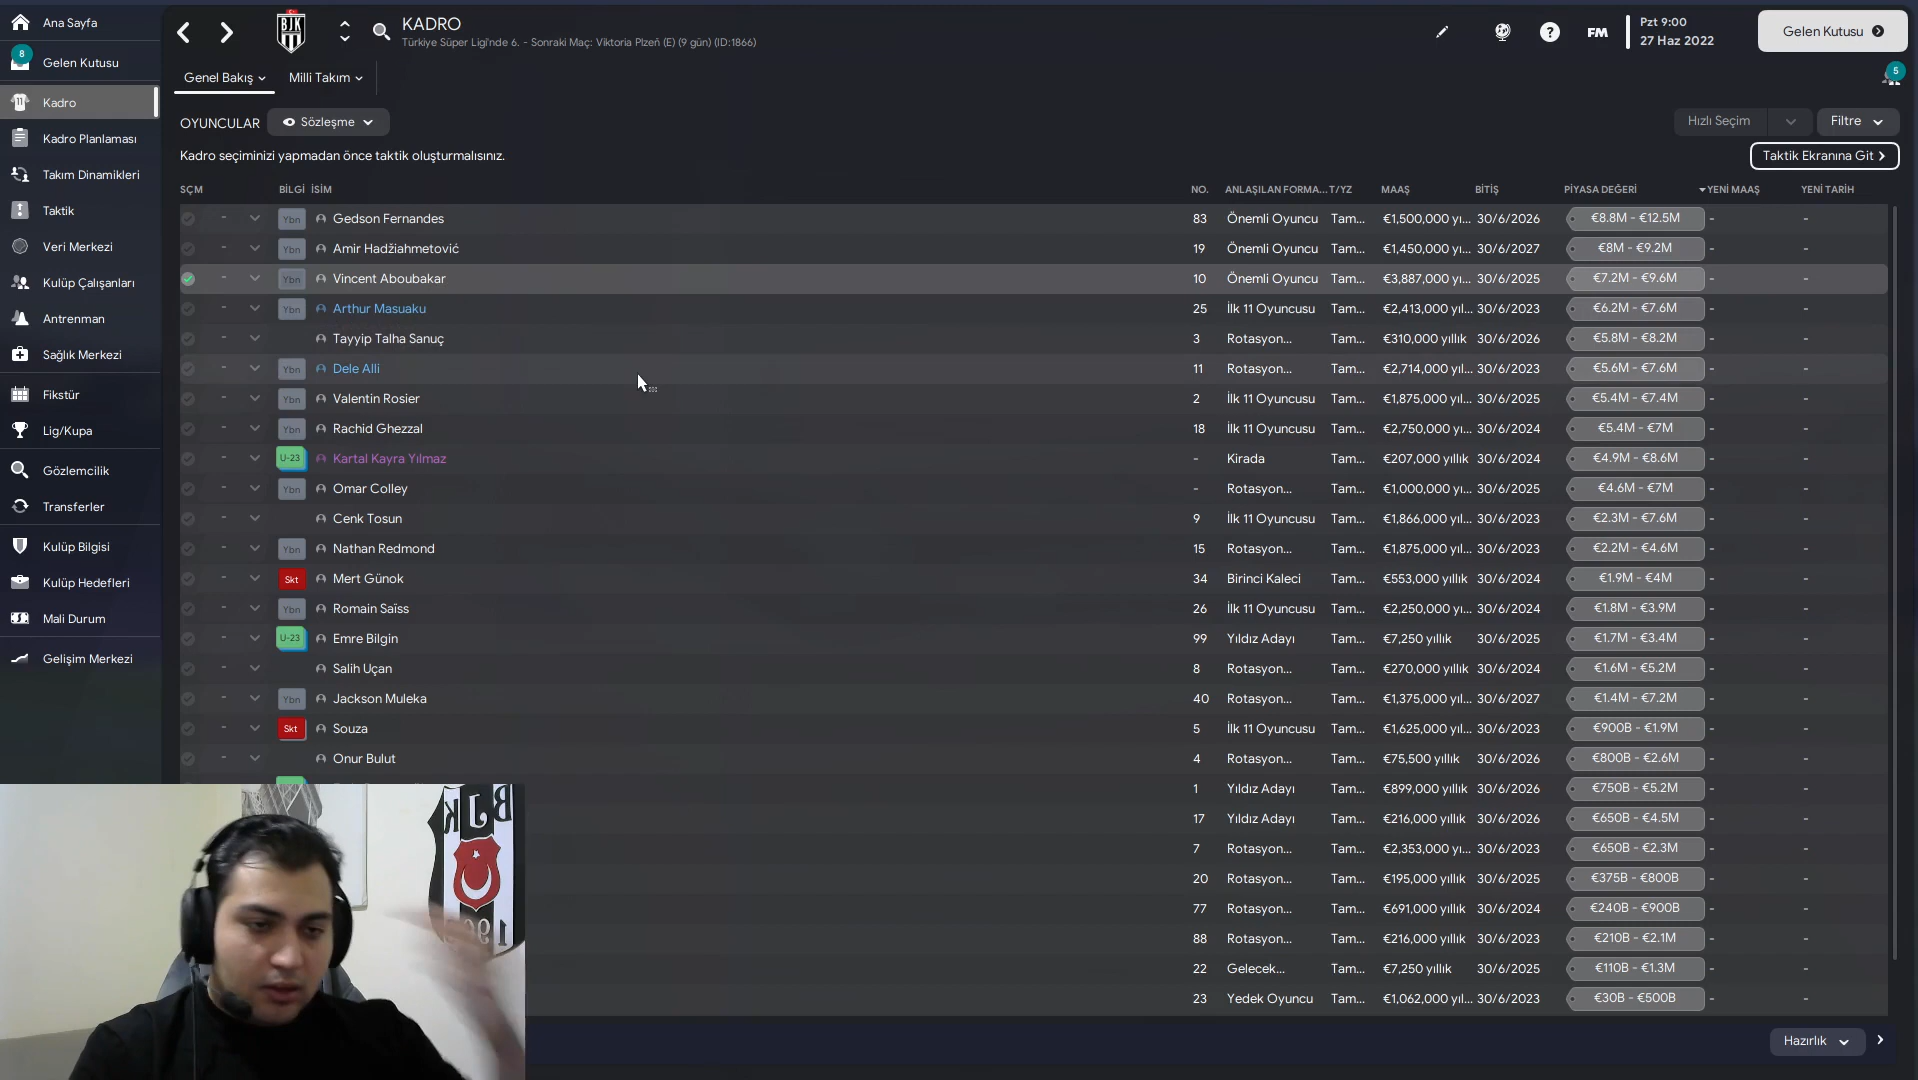 Ana Sayfa
8
Gelen Kutusu
Kadro
Kadro Planlaması
Takım Dinamikleri
Taktik
Veri Merkezi
Kulüp Çalışanları
Antrenman
Sağlık Merkezi
Fikstür
Lig/Kupa
Gözlemcilik
Transferler
Kulüp Bilgisi
Kulüp Hedefleri
Mali Durum
Gelişim Merkezi
BJK
KADRO
Türkiye Süper Ligi'nde 6. - Sonraki Maç: Viktoria Plzeň (E) (9 gün) (ID:1866)
FM
Pzt 9:00
27 Haz 2022
Gelen Kutusu
5
Genel Bakış Milli Takım
OYUNCULAR Sözleşme
Hızlı Seçim Filtre
Kadro seçiminizi yapmadan önce taktik oluşturmalısınız.
Taktik Ekranına Git
SÇM BİLGİ İSİM NO. ANLAŞILAN FORMA... T/YZ MAAŞ BİTİŞ PİYASA DEĞERİ YENİ MAAŞ YENİ TARİH
- Ybn Gedson Fernandes 83 Önemli Oyuncu Tam... €1,500,000 yı... 30/6/2026 €8.8M - €12.5M - -
- Ybn Amir Hadžiahmetović 19 Önemli Oyuncu Tam... €1,450,000 yı... 30/6/2027 €8M - €9.2M - -
- Ybn Vincent Aboubakar 10 Önemli Oyuncu Tam... €3,887,000 yı... 30/6/2025 €7.2M - €9.6M - -
- Ybn Arthur Masuaku 25 İlk 11 Oyuncusu Tam... €2,413,000 yıl... 30/6/2023 €6.2M - €7.6M - -
- Tayyip Talha Sanuç 3 Rotasyon... Tam... €310,000 yıllık 30/6/2026 €5.8M - €8.2M - -
- Ybn Dele Alli 11 Rotasyon... Tam... €2,714,000 yıl... 30/6/2023 €5.6M - €7.6M - -
- Ybn Valentin Rosier 2 İlk 11 Oyuncusu Tam... €1,875,000 yıl... 30/6/2025 €5.4M - €7.4M - -
- Ybn Rachid Ghezzal 18 İlk 11 Oyuncusu Tam... €2,750,000 yıl... 30/6/2024 €5.4M - €7M - -
- U-23 Kartal Kayra Yılmaz - Kirada Tam... €207,000 yıllık 30/6/2024 €4.9M - €8.6M - -
- Ybn Omar Colley - Rotasyon... Tam... €1,000,000 yıl... 30/6/2025 €4.6M - €7M - -
- Cenk Tosun 9 İlk 11 Oyuncusu Tam... €1,866,000 yıl... 30/6/2023 €2.3M - €7.6M - -
- Ybn Nathan Redmond 15 Rotasyon... Tam... €1,875,000 yıl... 30/6/2023 €2.2M - €4.6M - -
- Skt Mert Günok 34 Birinci Kaleci Tam... €553,000 yıllık 30/6/2024 €1.9M - €4M - -
- Ybn Romain Saïss 26 İlk 11 Oyuncusu Tam... €2,250,000 yı... 30/6/2024 €1.8M - €3.9M - -
- U-23 Emre Bilgin 99 Yıldız Adayı Tam... €7,250 yıllık 30/6/2025 €1.7M - €3.4M - -
- Salih Uçan 8 Rotasyon... Tam... €270,000 yıllık 30/6/2024 €1.6M - €5.2M - -
- Ybn Jackson Muleka 40 Rotasyon... Tam... €1,375,000 yıl... 30/6/2027 €1.4M - €7.2M - -
- Skt Souza 5 İlk 11 Oyuncusu Tam... €1,625,000 yıl... 30/6/2023 €900B - €1.9M - -
- Onur Bulut 4 Rotasyon... Tam... €75,500 yıllık 30/6/2026 €800B - €2.6M - -
1 Yıldız Adayı Tam... €899,000 yıllık 30/6/2026 €750B - €5.2M - -
17 Yıldız Adayı Tam... €216,000 yıllık 30/6/2026 €650B - €4.5M - -
7 Rotasyon... Tam... €2,353,000 yı... 30/6/2023 €650B - €2.3M - -
20 Rotasyon... Tam... €195,000 yıllık 30/6/2025 €375B - €800B - -
77 Rotasyon... Tam... €691,000 yıllık 30/6/2024 €240B - €900B - -
88 Rotasyon... Tam... €216,000 yıllık 30/6/2023 €210B - €2.1M - -
22 Gelecek... Tam... €7,250 yıllık 30/6/2025 €110B - €1.3M - -
23 Yedek Oyuncu Tam... €1,062,000 yıl... 30/6/2023 €30B - €500B - -
BJK
Hazırlık